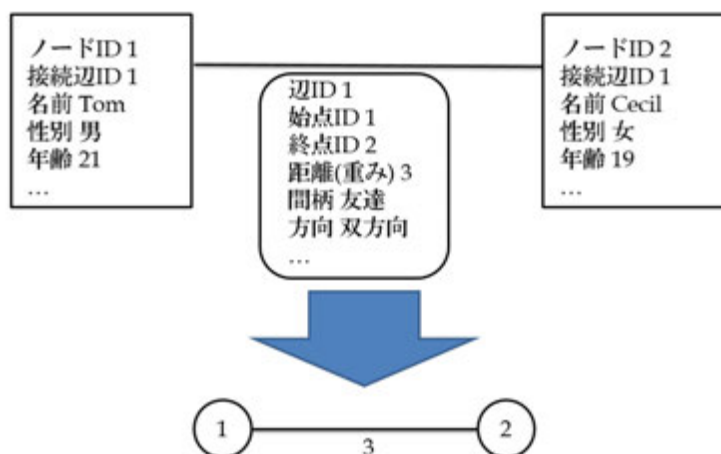 ノードID 1
接続辺ID 1
名前 Tom
性別 男
年齢 21
…
辺ID 1
始点ID 1
終点ID 2
距離(重み) 3
間柄 友達
方向 双方向
…
ノードID 2
接続辺ID 1
名前 Cecil
性別 女
年齢 19
…
1
3
2